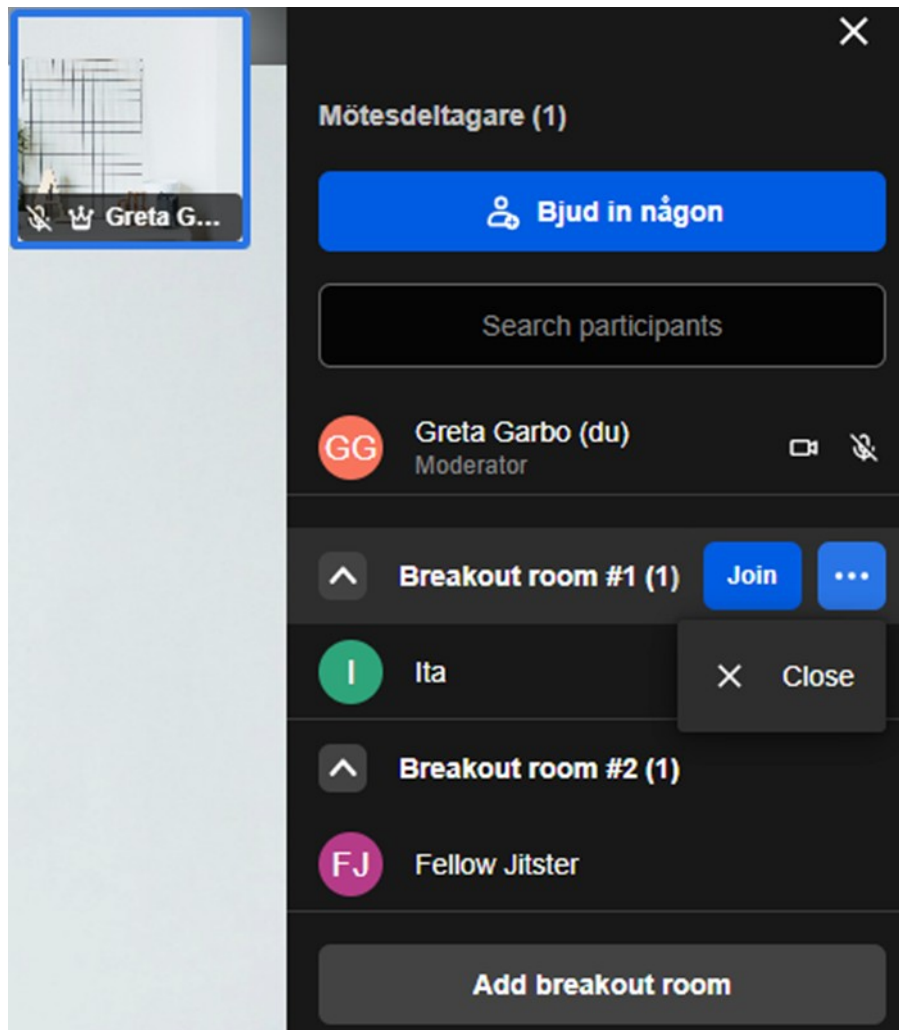 Mötesdeltagare (1)
Bjud in någon
Greta G...
Search participants
GG
Greta Garbo (du)
Moderator
Breakout room #1 (1)
Join
I
Ita
Close
Breakout room #2 (1)
FJ
Fellow Jitster
Add breakout room